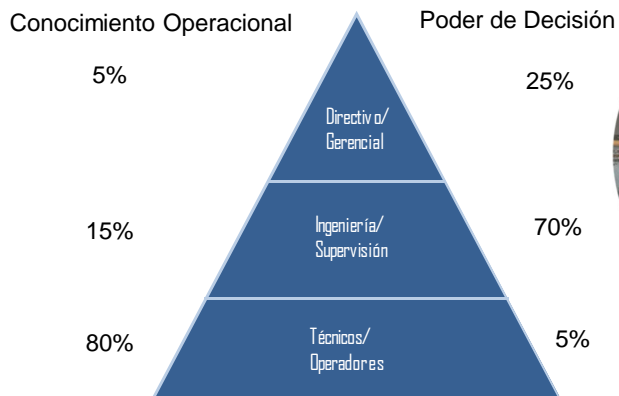 Conocimiento Operacional
Poder de Decisión
5%
25%
Directivo/
Gerencial
15%
Ingeniería/
Supervisión
70%
80%
Técnicos/
Operadores
5%